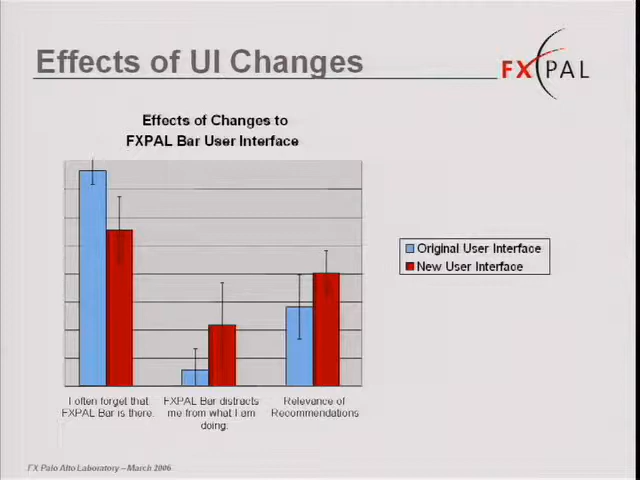 Effects of UI Changes
FX PAL
Effects of Changes to
FXPAL Bar User Interface
Original User Interface
New User Interface
I often forget that
FXPAL Bar is there.
FXPAL Bar distracts
me from what I am
doing.
Relevance of
Recommendations
FX Palo Alto Laboratory – March 2006